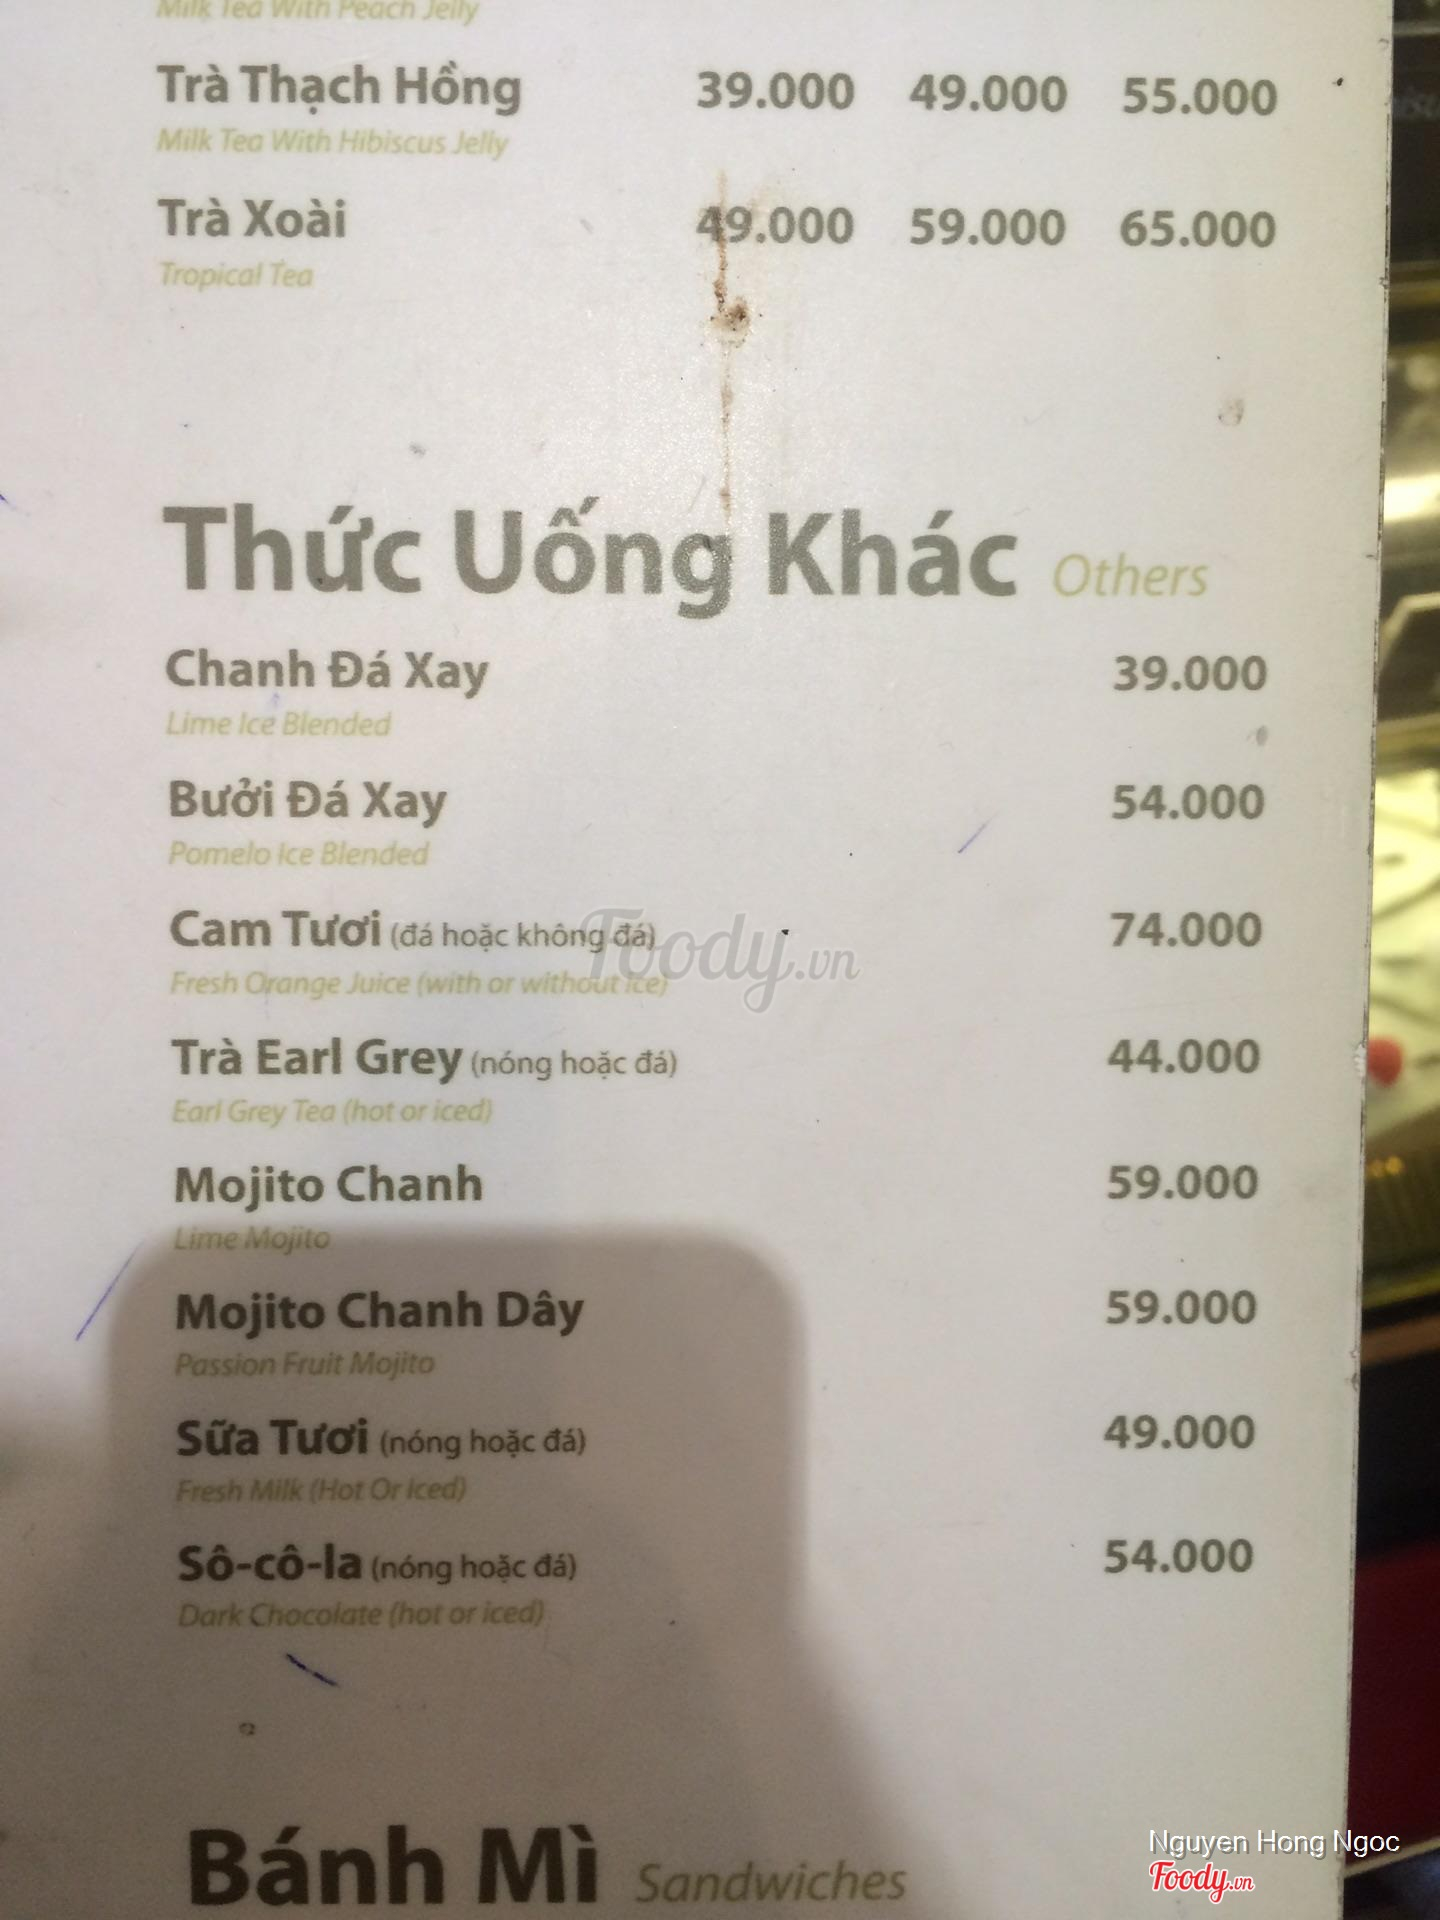 Milk Tea With Peach Jelly
Trà Thạch Hồng 39.000 49.000 55.000
Milk Tea With Hibiscus Jelly
Trà Xoài 49.000 59.000 65.000
Tropical Tea
Thức Uống Khác Others
Chanh Đá Xay 39.000
Lime Ice Blended
Bưởi Đá Xay 54.000
Pomelo Ice Blended
Cam Tươi (đá hoặc không đá) 74.000
Foody.vn
Fresh Orange Juice (with or without ice)
Trà Earl Grey (nóng hoặc đá) 44.000
Earl Grey Tea (hot or iced)
Mojito Chanh 59.000
Lime Mojito
Mojito Chanh Dây 59.000
Passion Fruit Mojito
Sữa Tươi (nóng hoặc đá) 49.000
Fresh Milk (Hot Or Iced)
Sô-cô-la (nóng hoặc đá) 54.000
Dark Chocolate (hot or iced)
Bánh Mì Sandwiches
Nguyen Hong Ngoc
Foody.vn